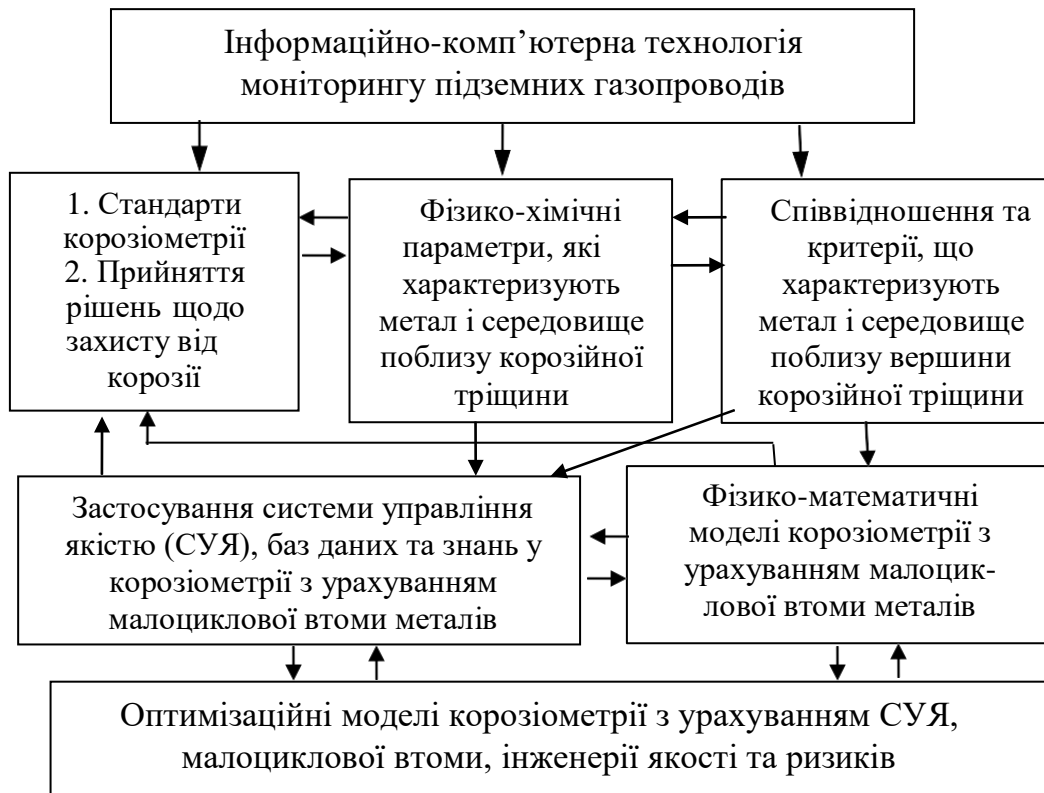 Інформаційно-комп’ютерна технологія
моніторингу підземних газопроводів
1. Стандарти
корозіометрії
2. Прийняття
рішень щодо
захисту від
корозії
Фізико-хімічні
параметри, які
характеризують
метал і середовище
поблизу корозійної
тріщини
Співвідношення та
критерії, що
характеризують
метал і середовище
поблизу вершини
корозійної тріщини
Застосування системи управління
якістю (СУЯ), баз даних та знань у
корозіометрії з урахуванням
малоциклової втоми металів
Фізико-математичні
моделі корозіометрії з
урахуванням малоцик-
лової втоми металів
Оптимізаційні моделі корозіометрії з урахуванням СУЯ,
малоциклової втоми, інженерії якості та ризиків